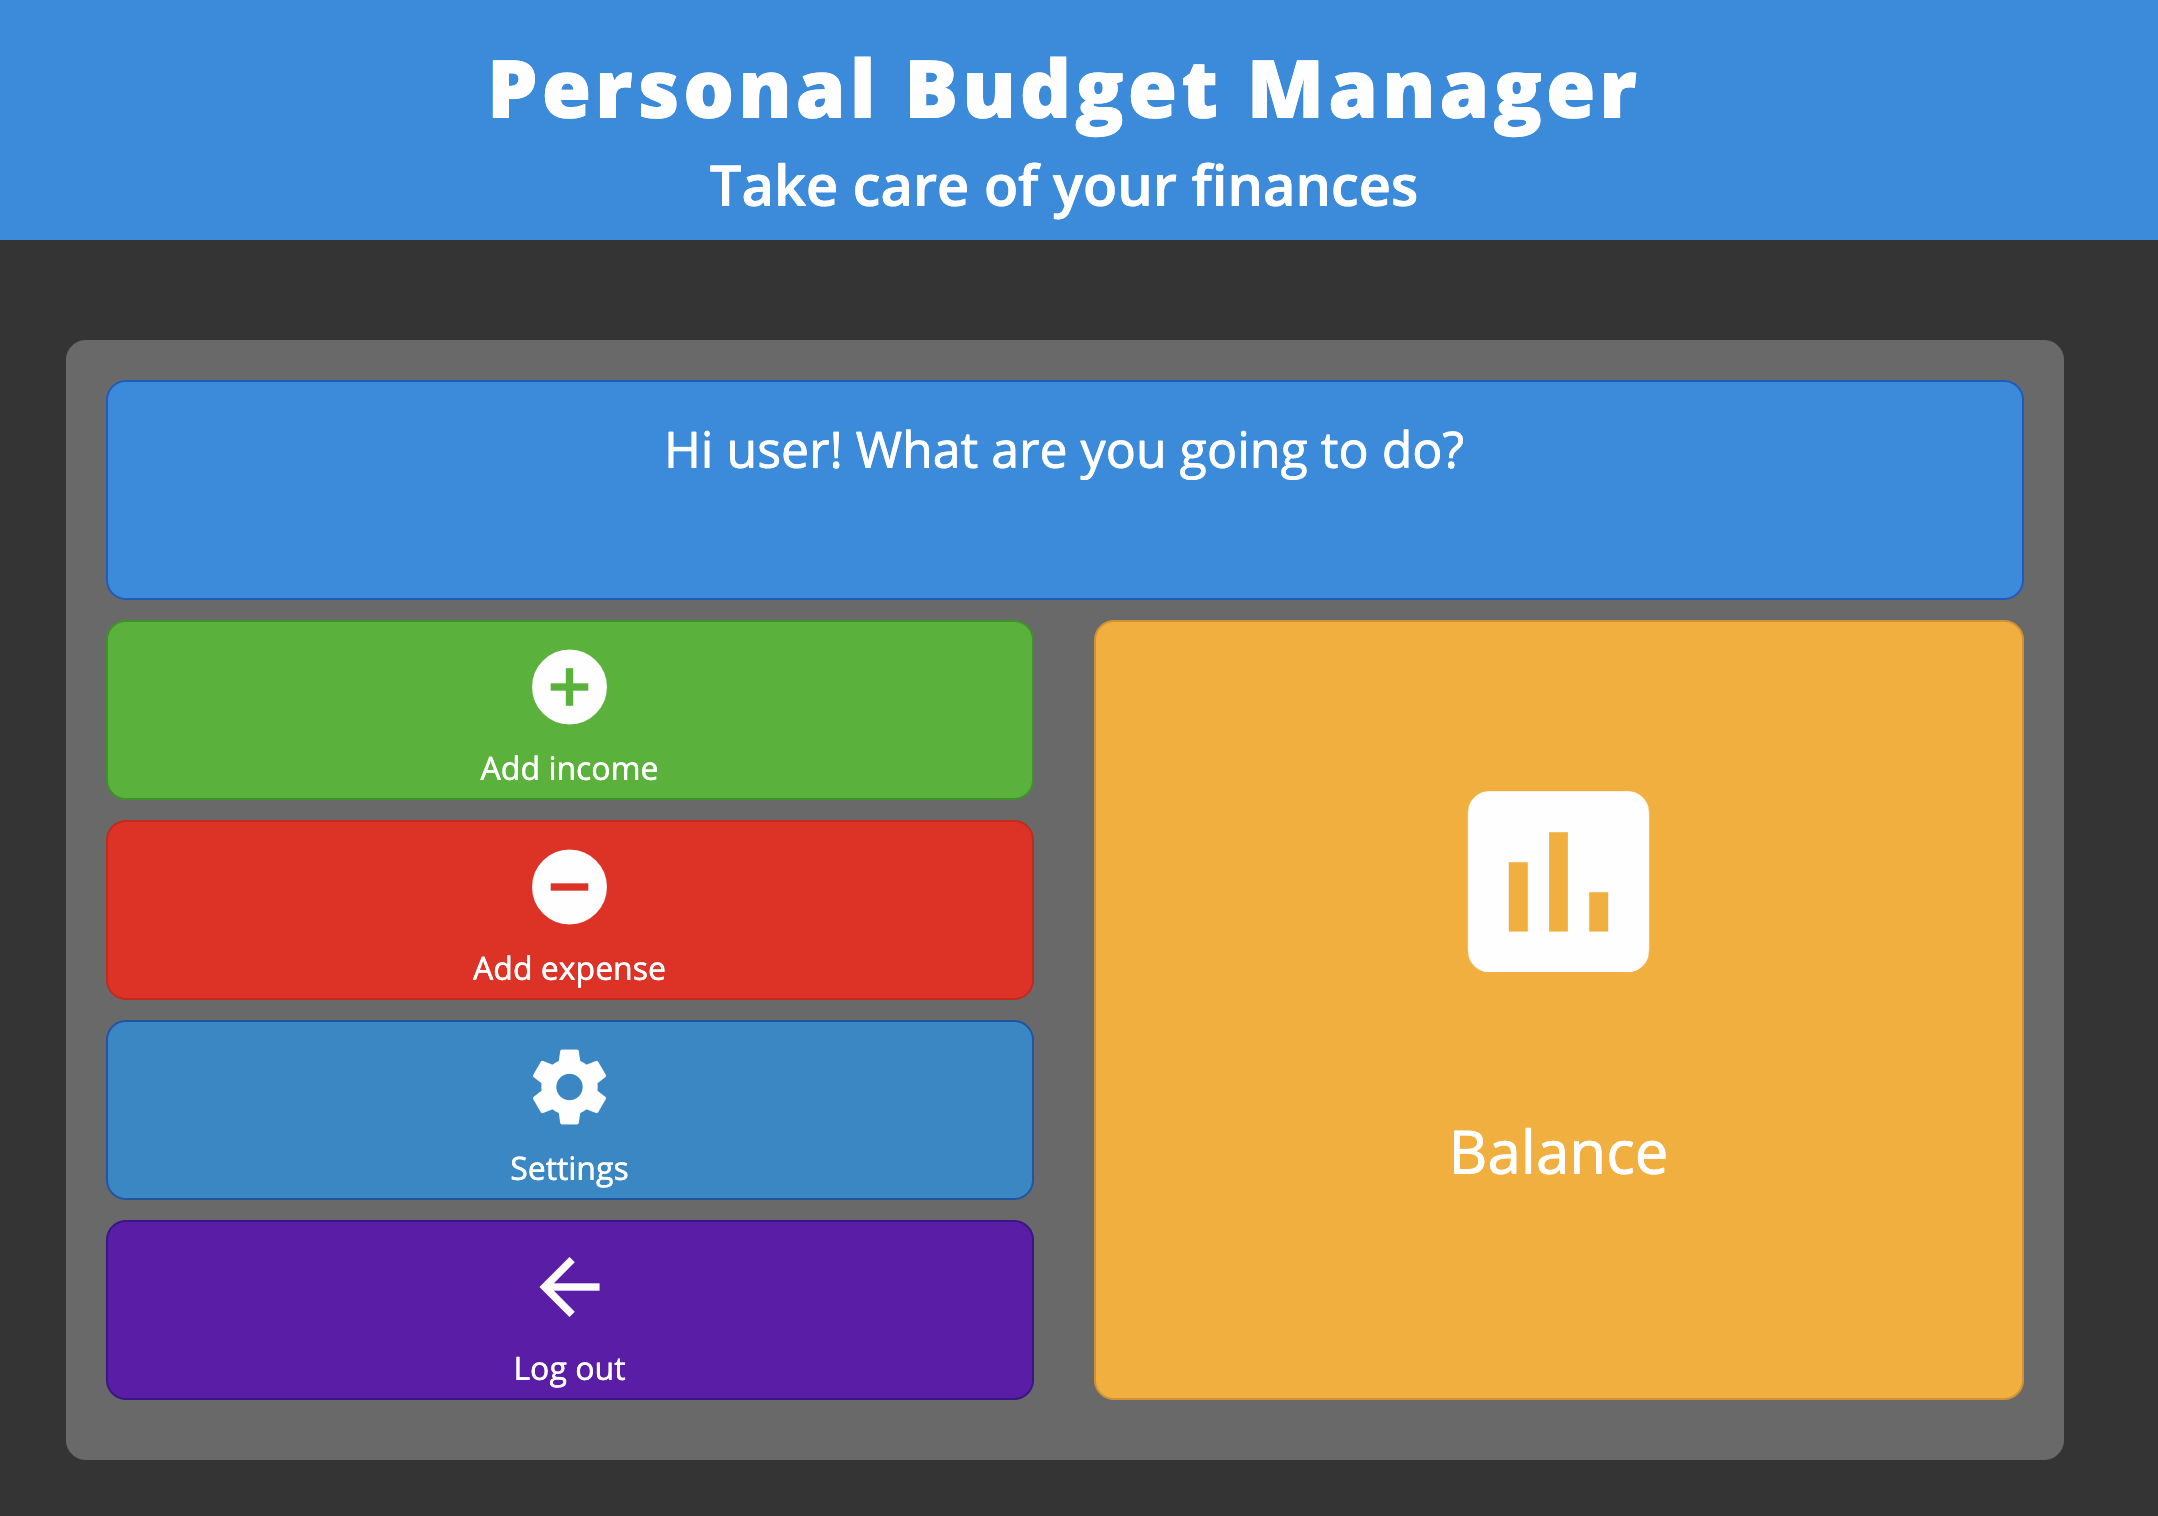 Personal Budget Manager
Take care of your finances
Hi user! What are you going to do?
Add income
Add expense
Settings
Log out
Balance